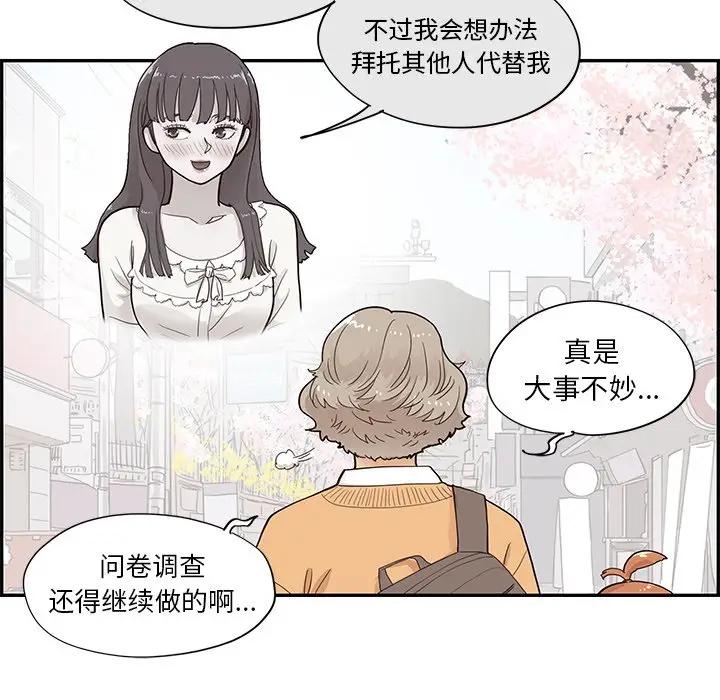 不过我会想办法
拜托其他人代替我
真是
大事不妙...
问卷调查
还得继续做的啊...